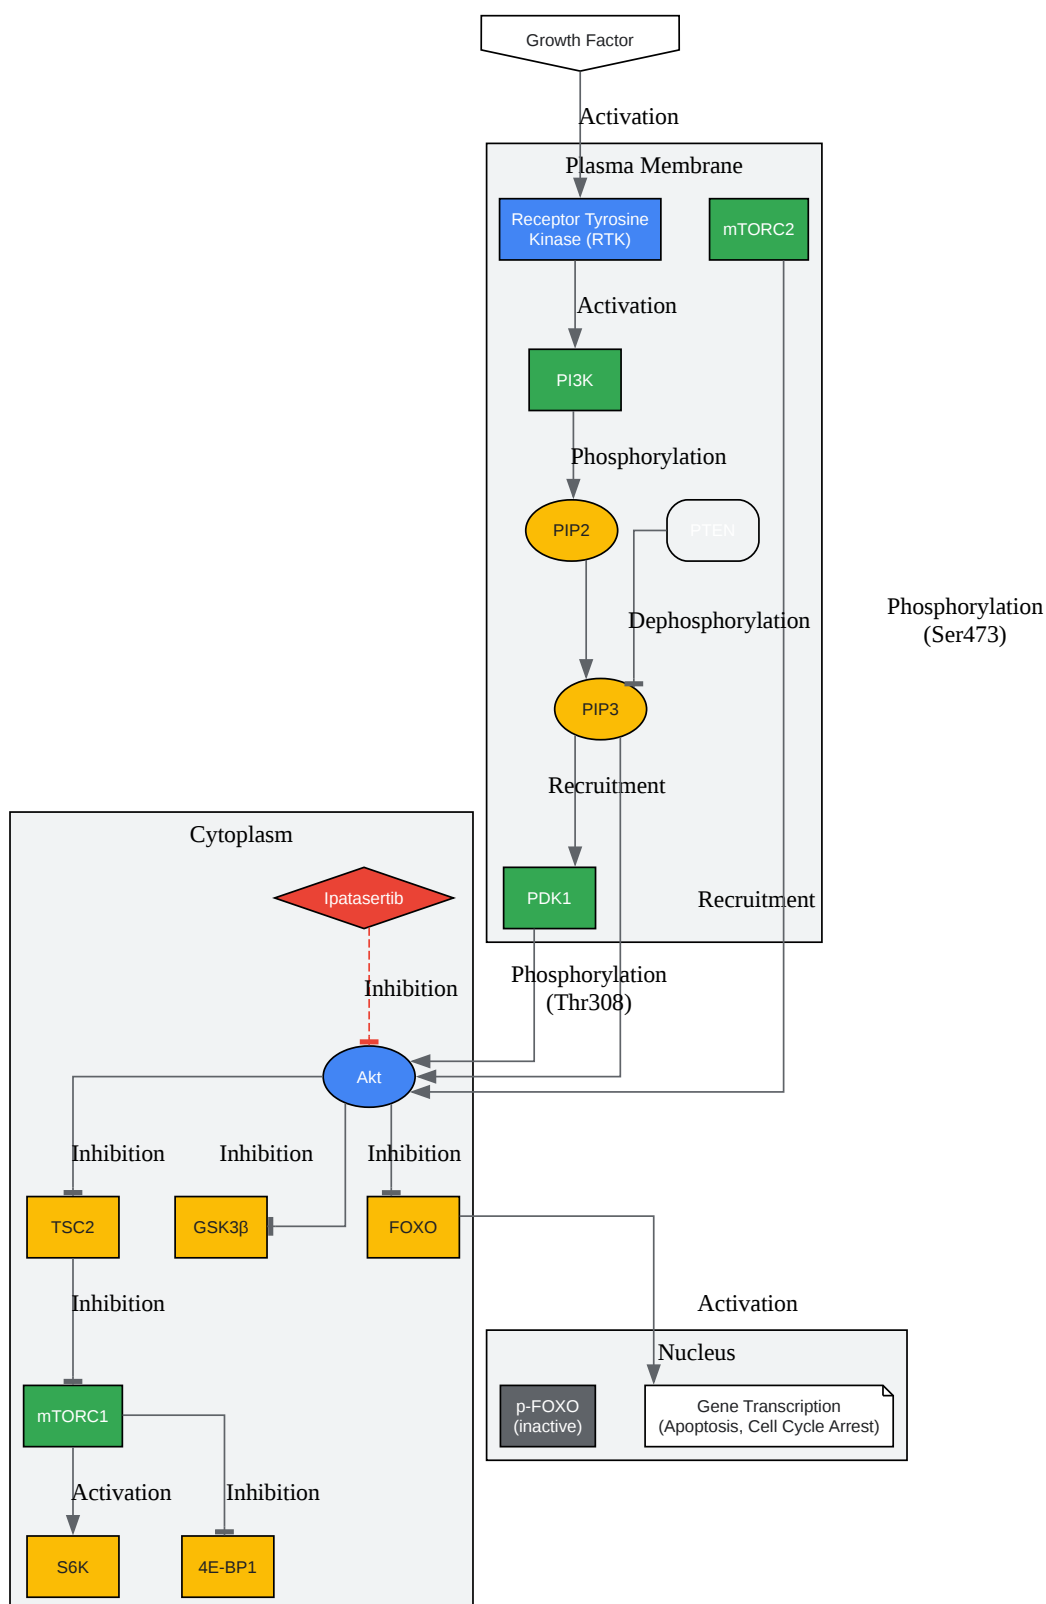 Growth Factor
Activation
Plasma Membrane
Receptor Tyrosine
Kinase (RTK)
mTORC2
Activation
PI3K
Phosphorylation
PIP2
PTEN
Dephosphorylation
Phosphorylation
(Ser473)
PIP3
Recruitment
Cytoplasm
Ipatasertib
PDK1
Recruitment
Inhibition
Phosphorylation
(Thr308)
Akt
Inhibition
Inhibition
Inhibition
TSC2
GSK3β
FOXO
Inhibition
Activation
Nucleus
mTORC1
p-FOXO
(inactive)
Gene Transcription
(Apoptosis, Cell Cycle Arrest)
Activation
Inhibition
S6K
4E-BP1